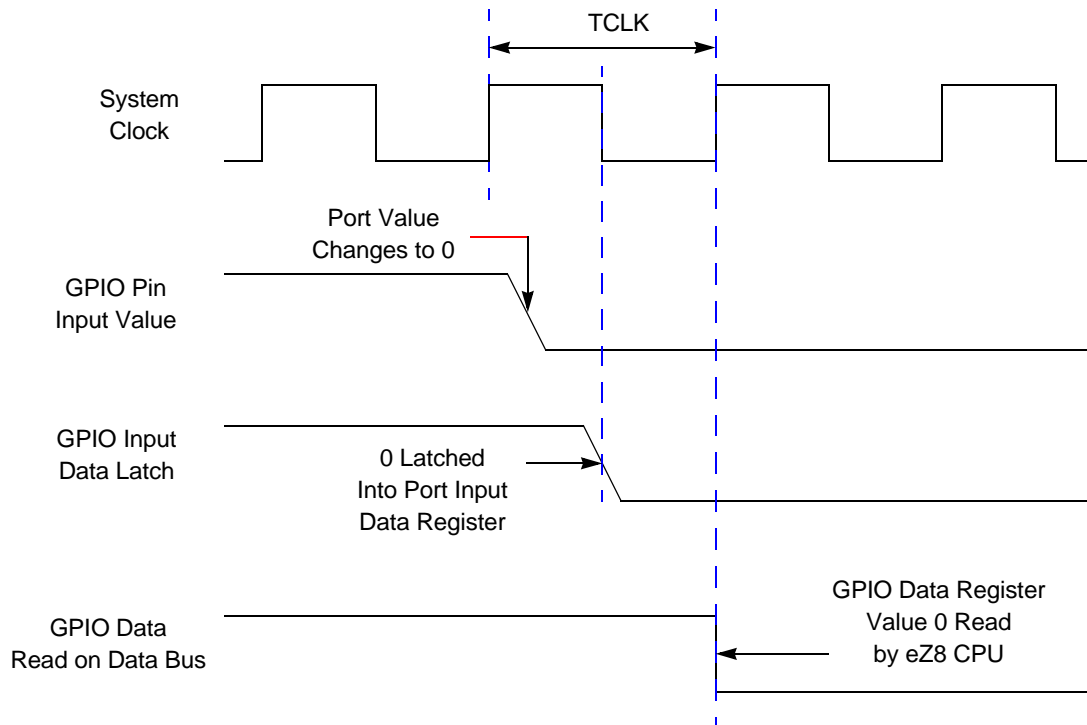 TCLK
System
Clock
Port Value
Changes to 0
GPIO Pin
Input Value
GPIO Input
Data Latch
0 Latched
Into Port Input
Data Register
GPIO Data Register
Value 0 Read
by eZ8 CPU
GPIO Data
Read on Data Bus